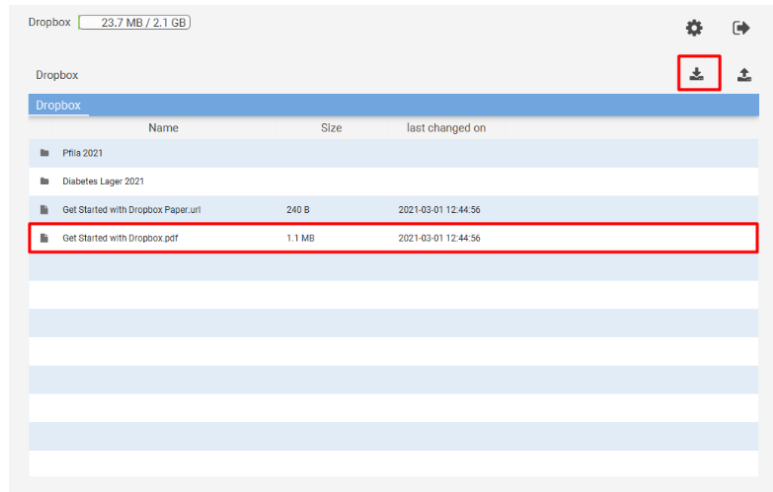 Dropbox 23.7 MB / 2.1 GB
Dropbox
Dropbox
Name Size last changed on
Pfila 2021
Diabetes Lager 2021
Get Started with Dropbox Paper.url 240 B 2021-03-01 12:44:56
Get Started with Dropbox.pdf 1.1 MB 2021-03-01 12:44:56